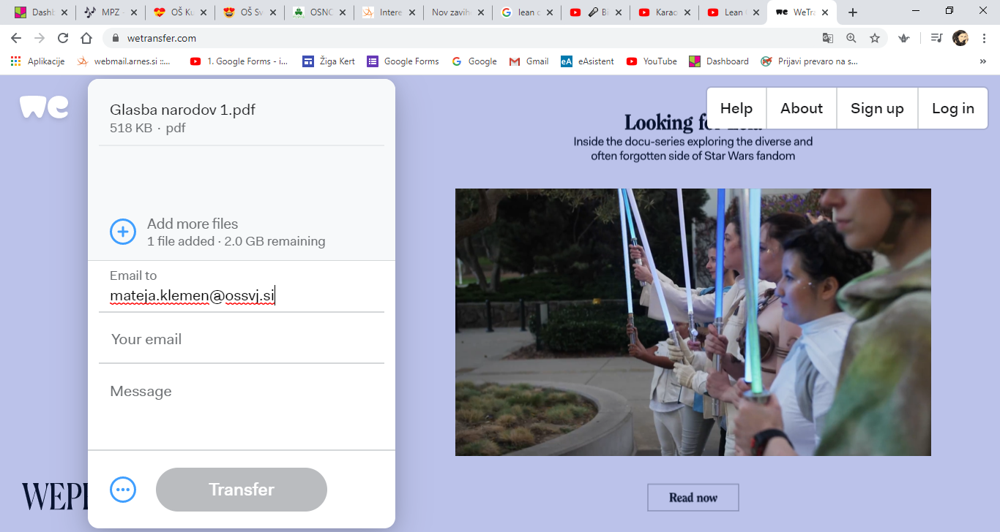 Dashb
MPZ -
OŠ Ku
OŠ Sv
OSNO
Intere
Nov zavih
lean o
Bi
Karao
Lean
WeTra
wetransfer.com
Aplikacije
webmail.arnes.si ::...
1. Google Forms - i...
Žiga Kert
Google Forms
Google
Gmail
eA eAsistent
YouTube
Dashboard
Prijavi prevaro na s...
»
we
Glasba narodov 1.pdf
518 KB · pdf
Add more files
1 file added · 2.0 GB remaining
Email to
mateja.klemen@ossvj.si
Your email
Message
Transfer
WEP
Help
About
Sign up
Log in
Looking fo
Inside the docu-series exploring the diverse and
often forgotten side of Star Wars fandom
Read now